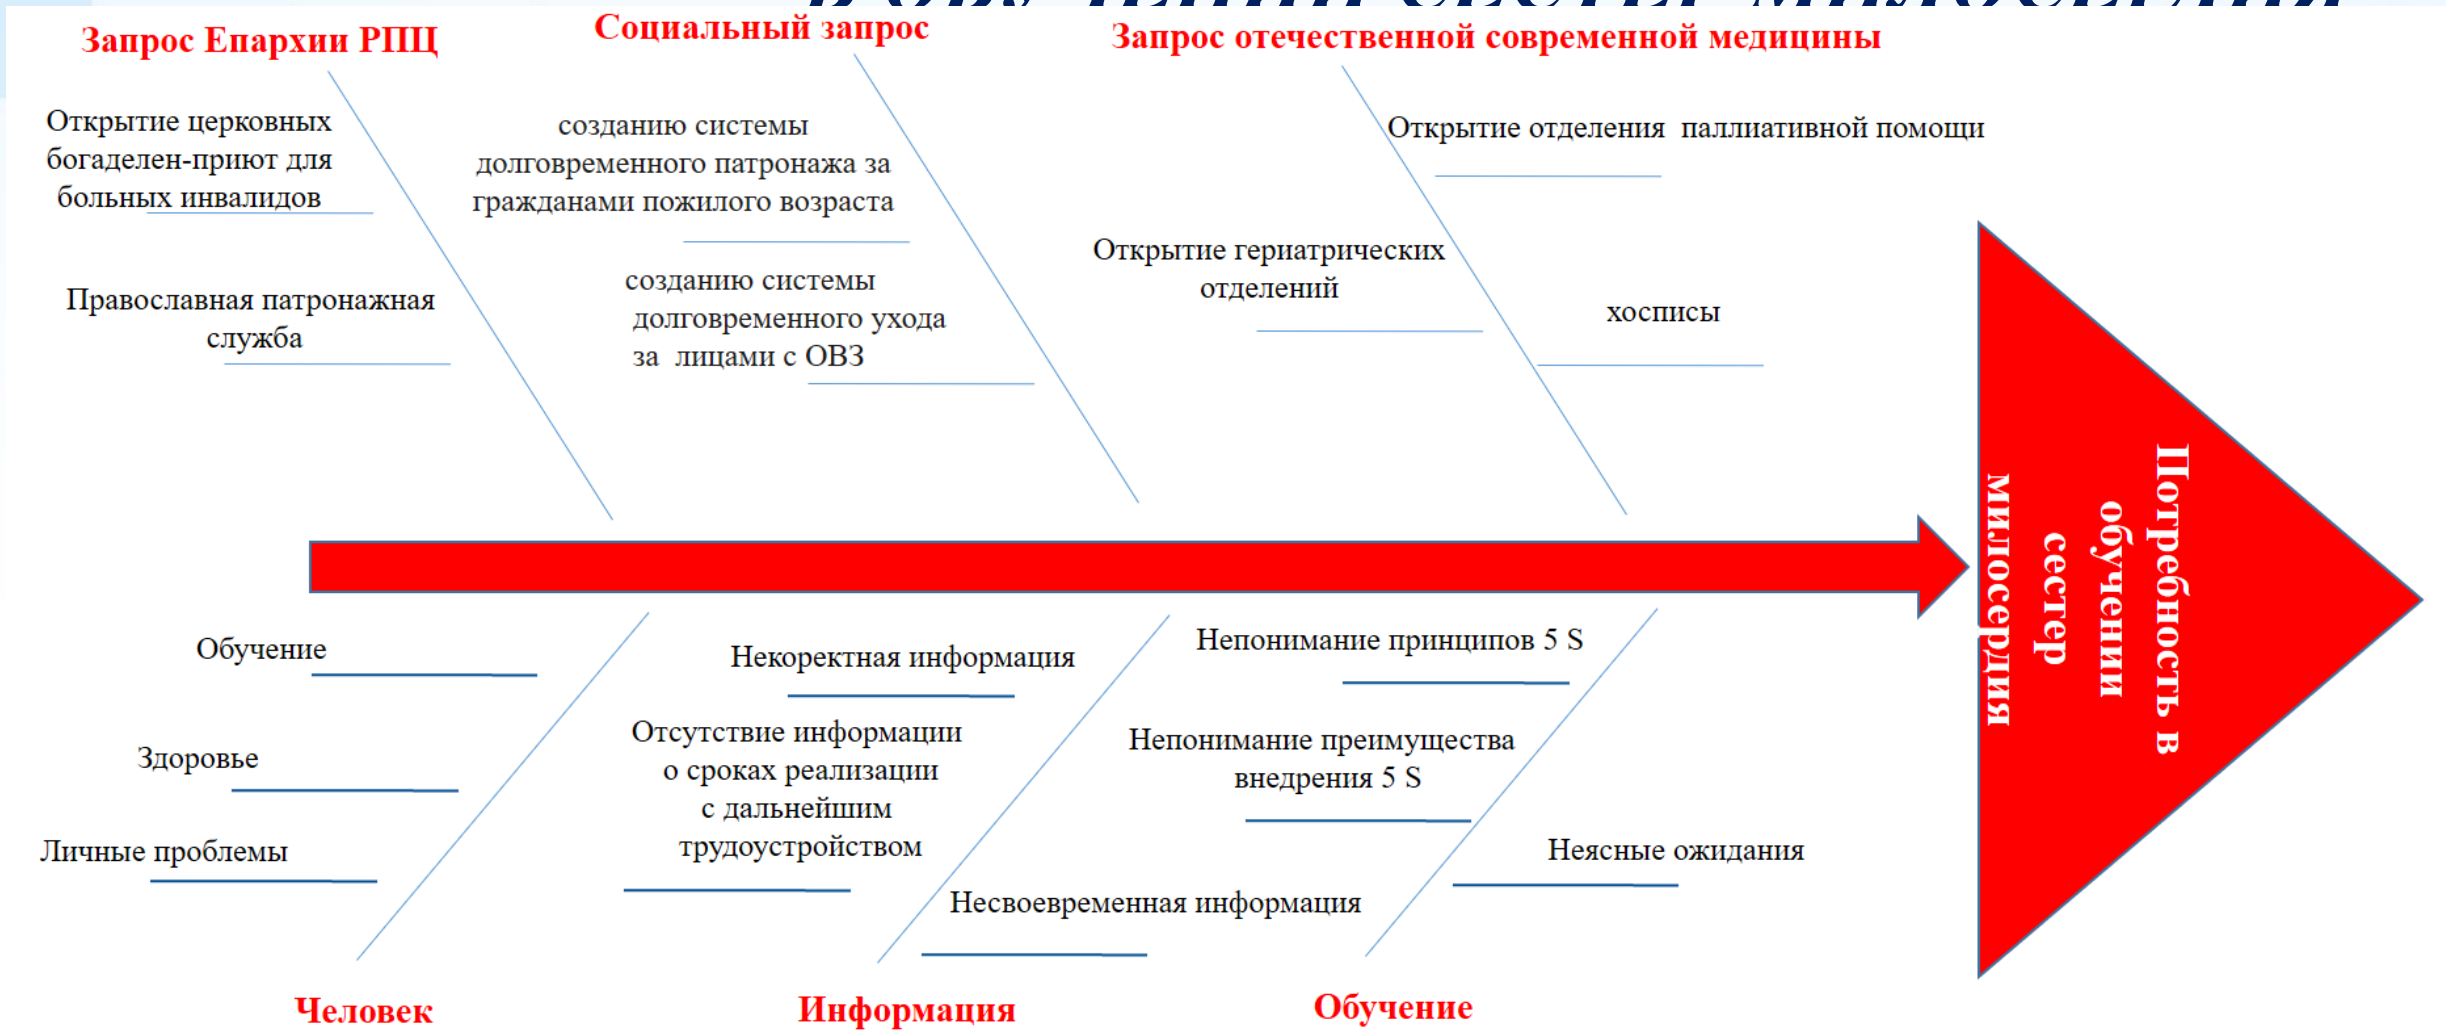 Запрос Епархии РПЦ
Социальный запрос
Запрос отечественной современной медицины
Открытие церковных
богаделен-приют для
больных инвалидов
Православная патронажная
служба
созданию системы
долговременного патронажа за
гражданами пожилого возраста
созданию системы
долговременного ухода
за лицами с ОВЗ
Открытие отделения паллиативной помощи
Открытие гериатрических
отделений
хосписы
Потребность в
обучении
сестер
милосердия
Обучение
Здоровье
Личные проблемы
Некоректная информация
Отсутствие информации
о сроках реализации
с дальнейшим
трудоустройством
Несвоевременная информация
Непонимание принципов 5 S
Непонимание преимущества
внедрения 5 S
Неясные ожидания
Человек
Информация
Обучение